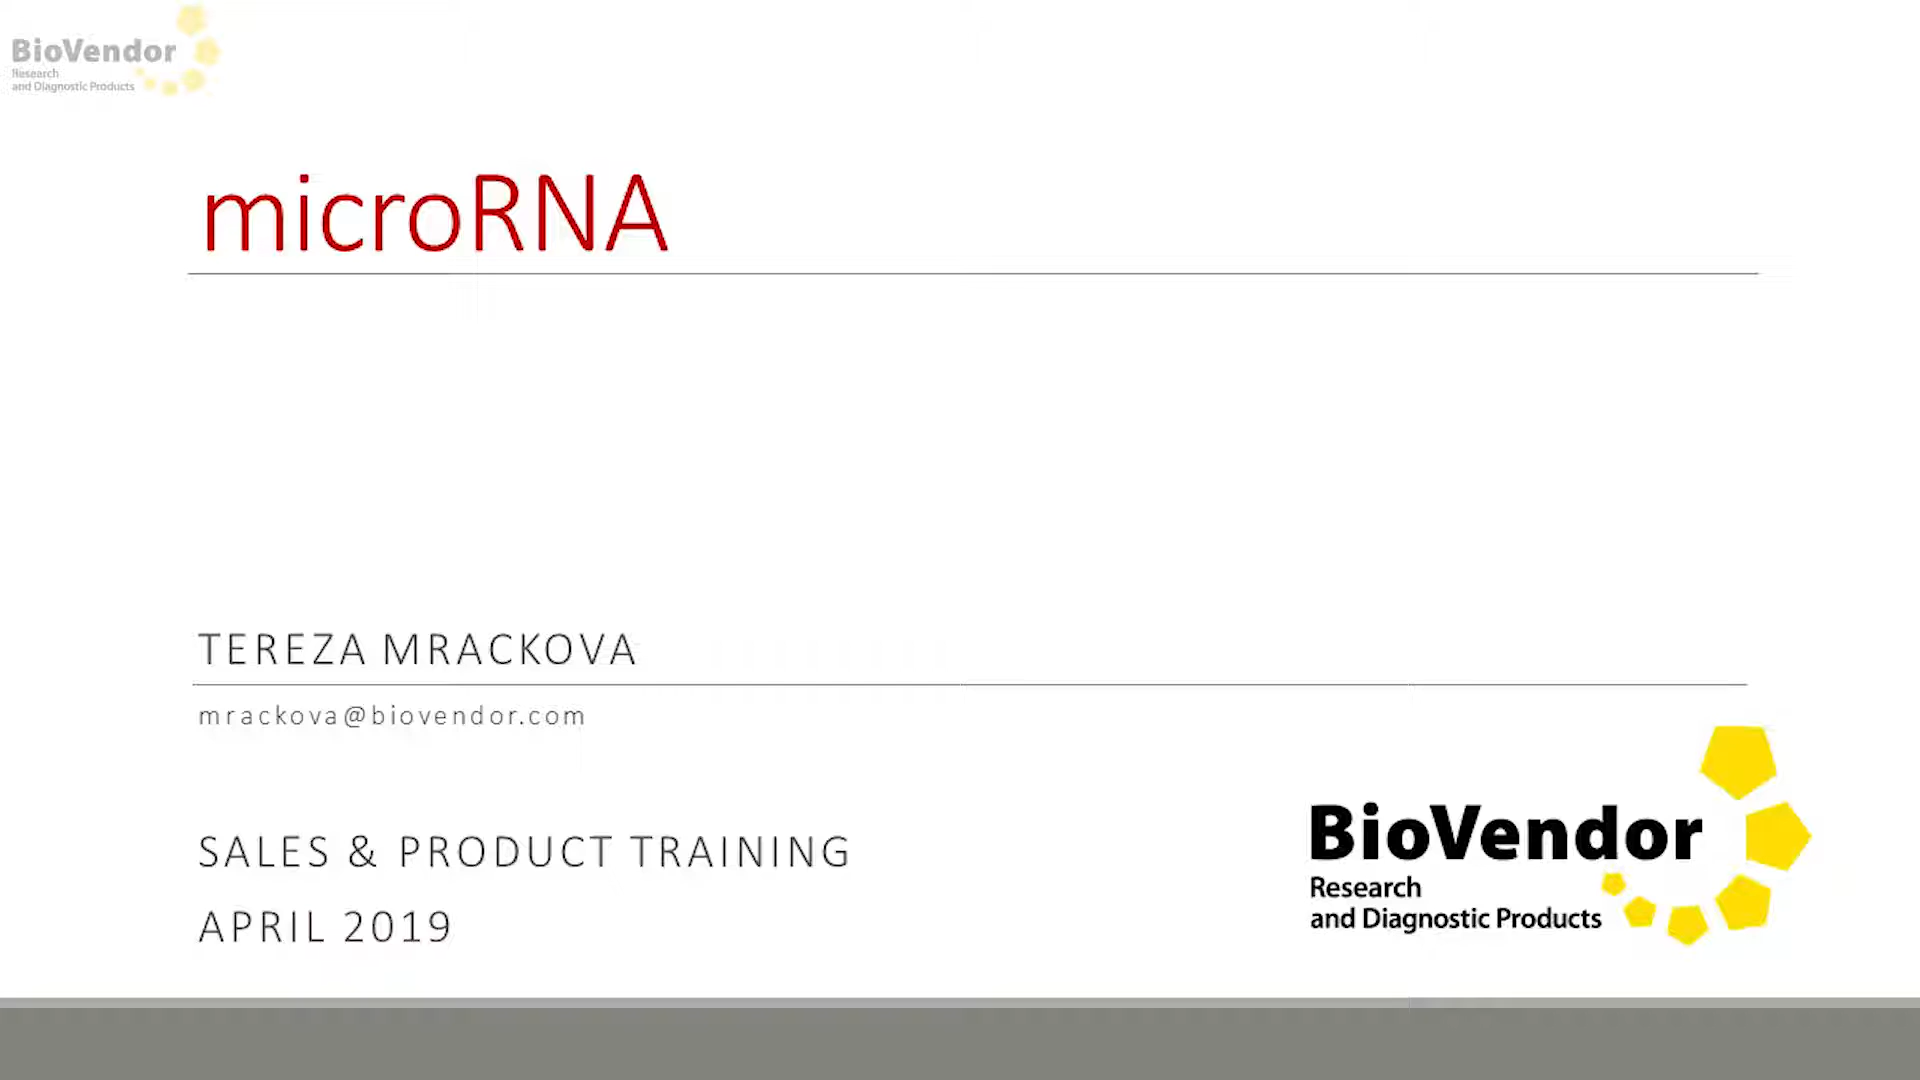 BioVendor
Research
and Diagnostic Products
microRNA
TEREZA MRACKOVA
mrackova@biovendor.com
SALES & PRODUCT TRAINING
APRIL 2019
BioVendor
Research
and Diagnostic Products